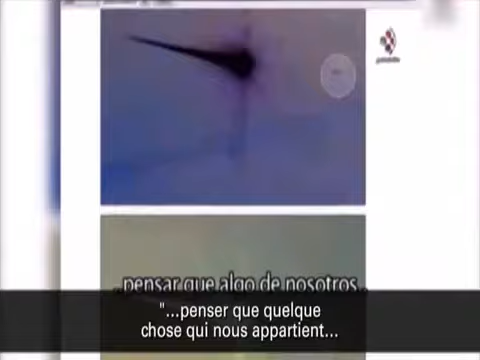 ..pensar que algo de nosotros..
"...penser que quelque
chose qui nous appartient...